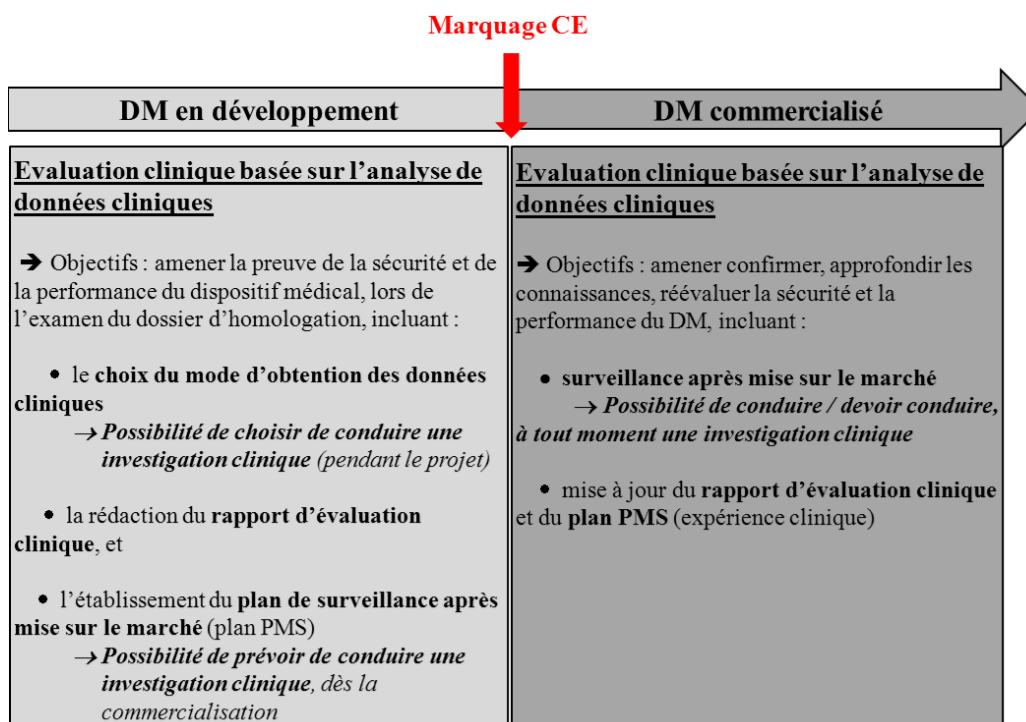 Marquage CE
DM en développement
DM commercialisé
Evaluation clinique basée sur l'analyse de
données cliniques
➔ Objectifs : amener la preuve de la sécurité et de
la performance du dispositif médical, lors de
l'examen du dossier d'homologation, incluant :
• le choix du mode d'obtention des données
cliniques
→ Possibilité de choisir de conduire une
investigation clinique (pendant le projet)
• la rédaction du rapport d'évaluation
clinique, et
• l'établissement du plan de surveillance après
mise sur le marché (plan PMS)
→ Possibilité de prévoir de conduire une
investigation clinique, dès la
commercialisation
Evaluation clinique basée sur l'analyse de
données cliniques
➔ Objectifs : amener confirmer, approfondir les
connaissances, réévaluer la sécurité et la
performance du DM, incluant :
• surveillance après mise sur le marché
→ Possibilité de conduire / devoir conduire,
à tout moment une investigation clinique
• mise à jour du rapport d'évaluation clinique
et du plan PMS (expérience clinique)